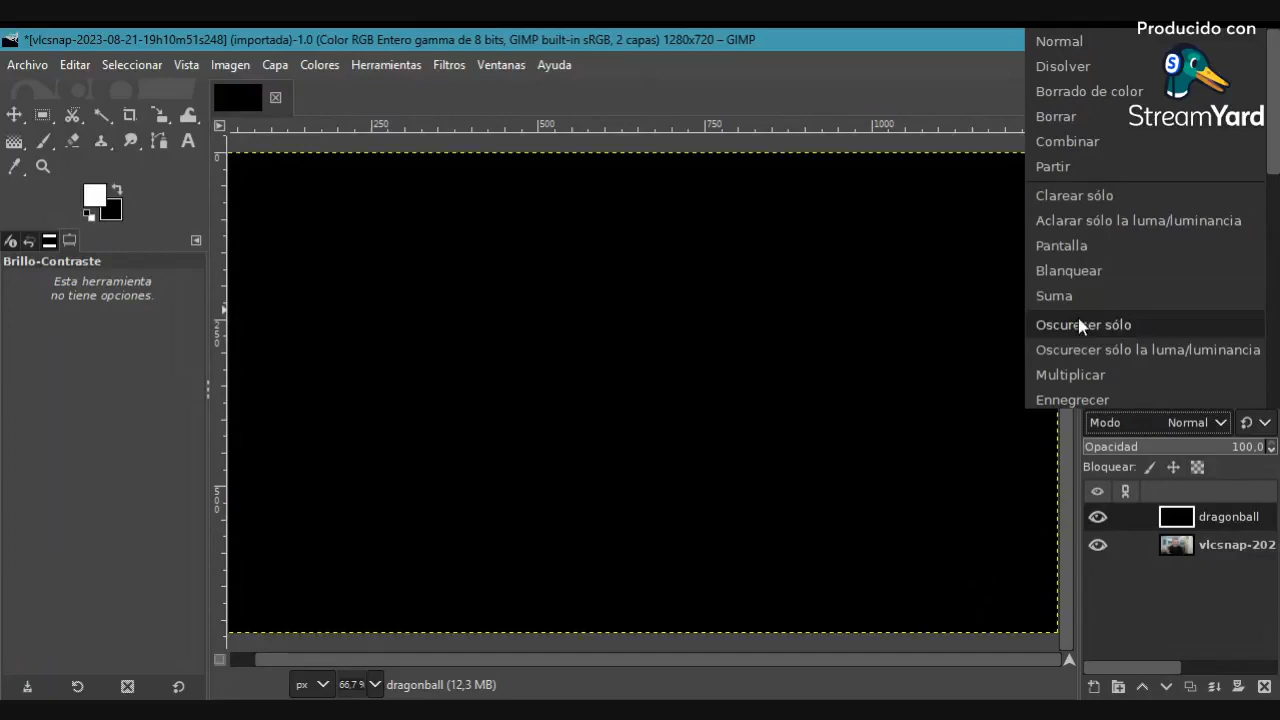 Producido con
StreamYard
*[vlcsnap-2023-08-21-19h10m51s248] (importada)-1.0 (Color RGB Entero gamma de 8 bits, GIMP built-in sRGB, 2 capas) 1280x720 – GIMP
Archivo Editar Seleccionar Vista Imagen Capa Colores Herramientas Filtros Ventanas Ayuda
Normal
Disolver
Borrado de color
Borrar
Combinar
Partir
Clarear sólo
Aclarar sólo la luma/luminancia
Pantalla
Blanquear
Suma
Oscurecer sólo
Oscurecer sólo la luma/luminancia
Multiplicar
Ennegrecer
250 500 750 1000
0
250
500
Brillo-Contraste
Esta herramienta
no tiene opciones.
Modo Normal
Opacidad 100,0
Bloquear:
dragonball
vlcsnap-202
px 66,7 % dragonball (12,3 MB)